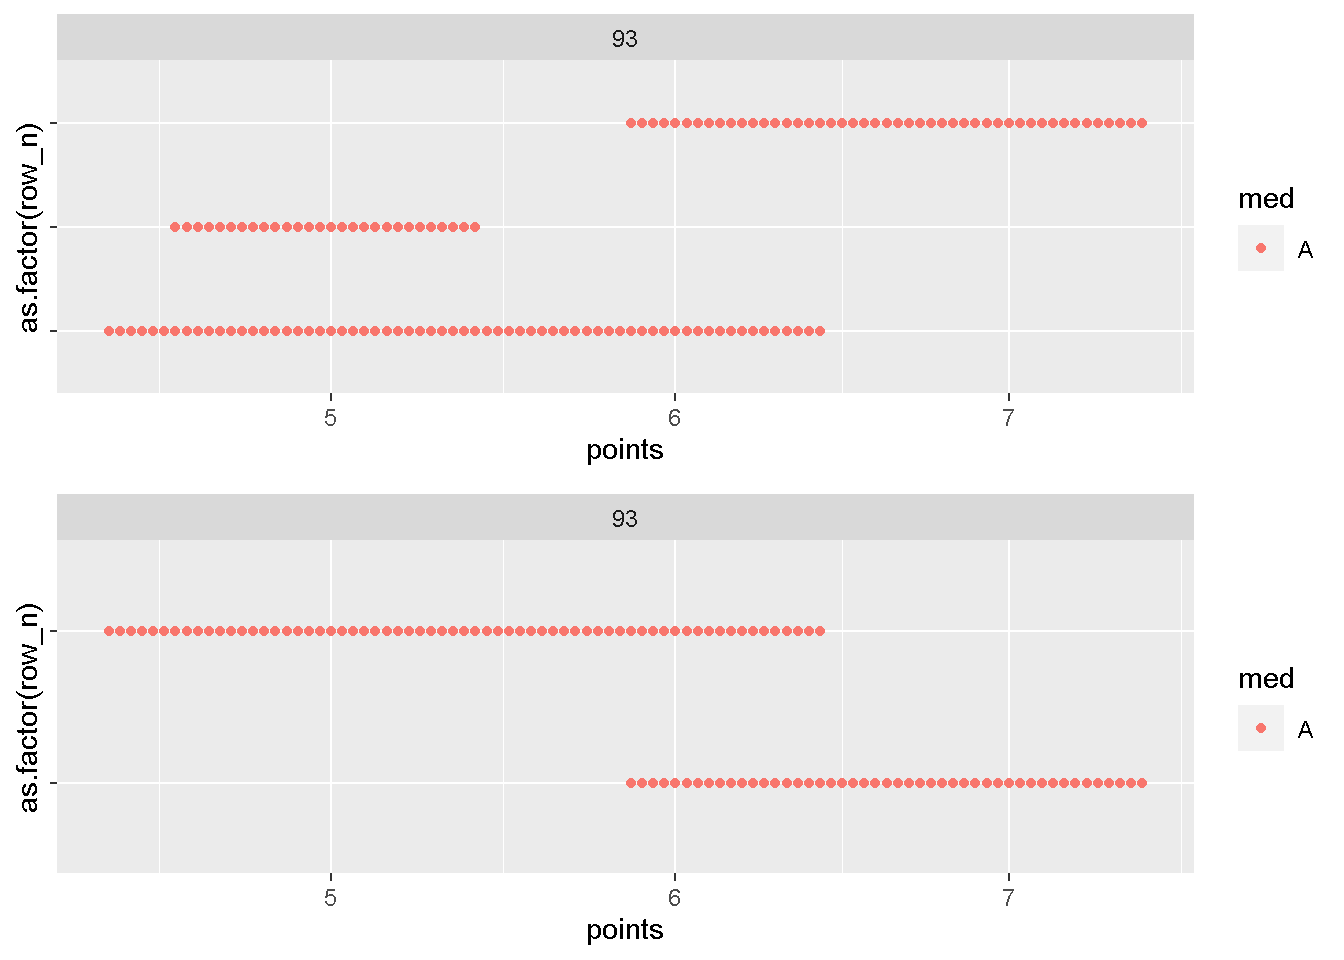 93
as.factor(row_n)
5 6 7
points
med
A
93
as.factor(row_n)
5 6 7
points
med
A